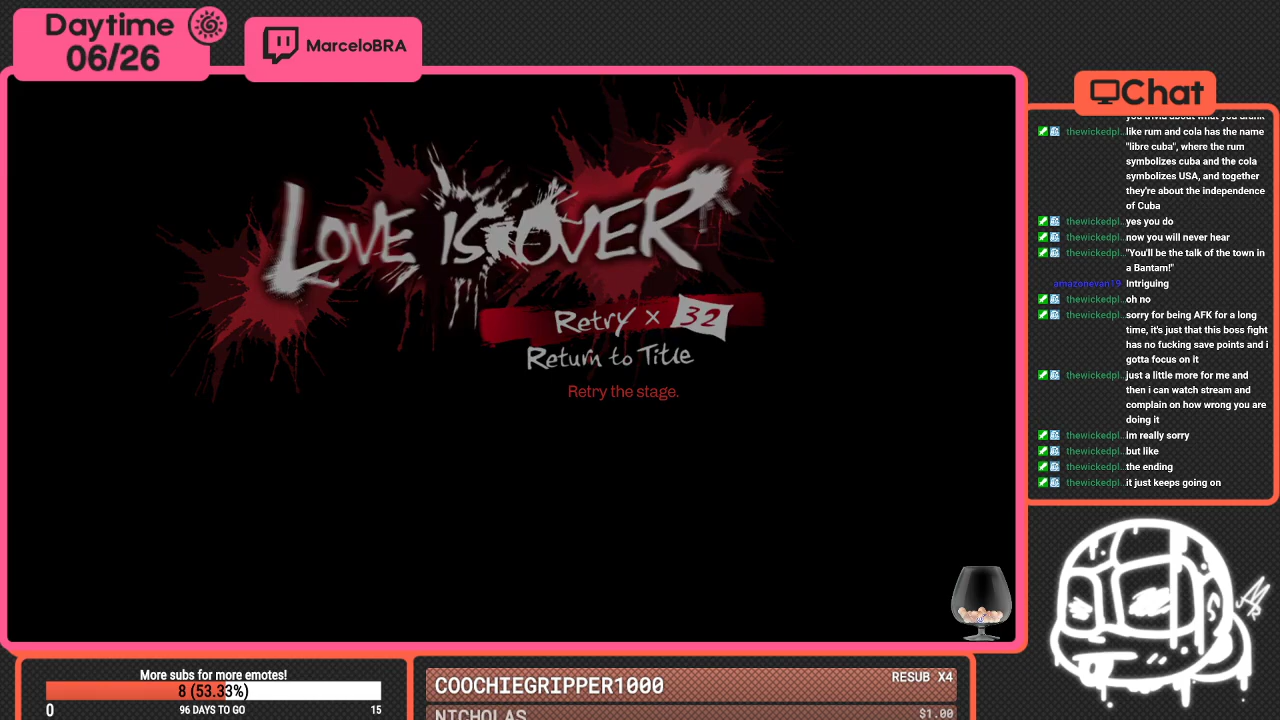 Daytime
06/26
MarceloBRA
LOVE IS OVER
Retry × 32
Return to Title
Retry the stage.
Chat
thewickedpl.. like rum and cola has the name
"libre cuba", where the rum
symbolizes cuba and the cola
symbolizes USA, and together
they're about the independence
of Cuba
thewickedpl.. yes you do
thewickedpl.. now you will never hear
thewickedpl.. "You'll be the talk of the town in
a Bantam!"
amazonevan19 Intriguing
thewickedpl.. oh no
thewickedpl.. sorry for being AFK for a long
time, it's just that this boss fight
has no fucking save points and i
gotta focus on it
thewickedpl.. just a little more for me and
then i can watch stream and
complain on how wrong you are
doing it
thewickedpl.. im really sorry
thewickedpl.. but like
thewickedpl.. the ending
thewickedpl.. it just keeps going on
More subs for more emotes!
8 (53.33%)
0 96 DAYS TO GO 15
COOCHIEGRIPPER1000 RESUB X4
NICHOLAS $1.00